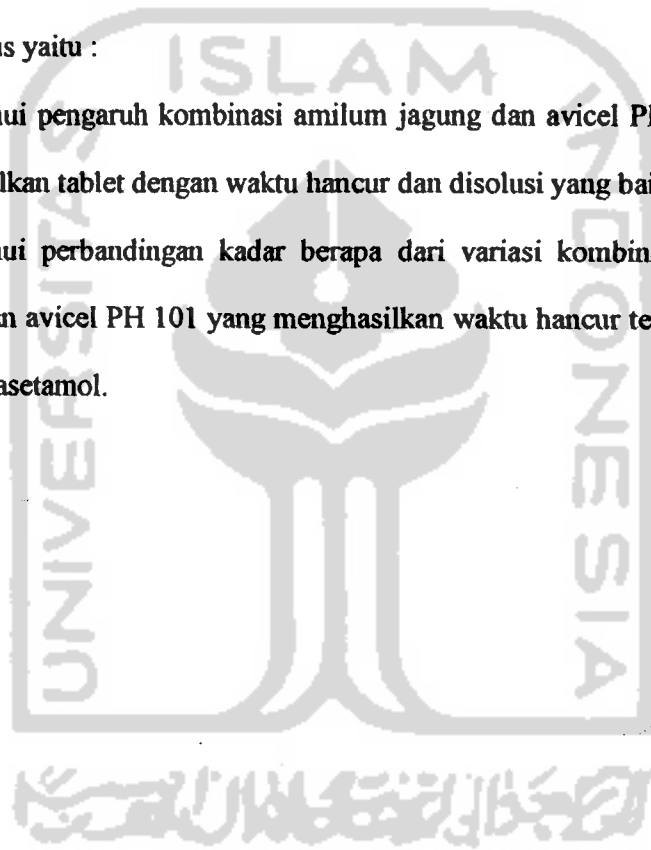 us yaitu :
ISLAM
ui pengaruh kombinasi amilum jagung dan avicel P
lkan tablet dengan waktu hancur dan disolusi yang bai
ui perbandingan kadar berapa dari variasi kombin
n avicel PH 101 yang menghasilkan waktu hancur te
asetamol.
UNIVERSITAS
INDONESIA